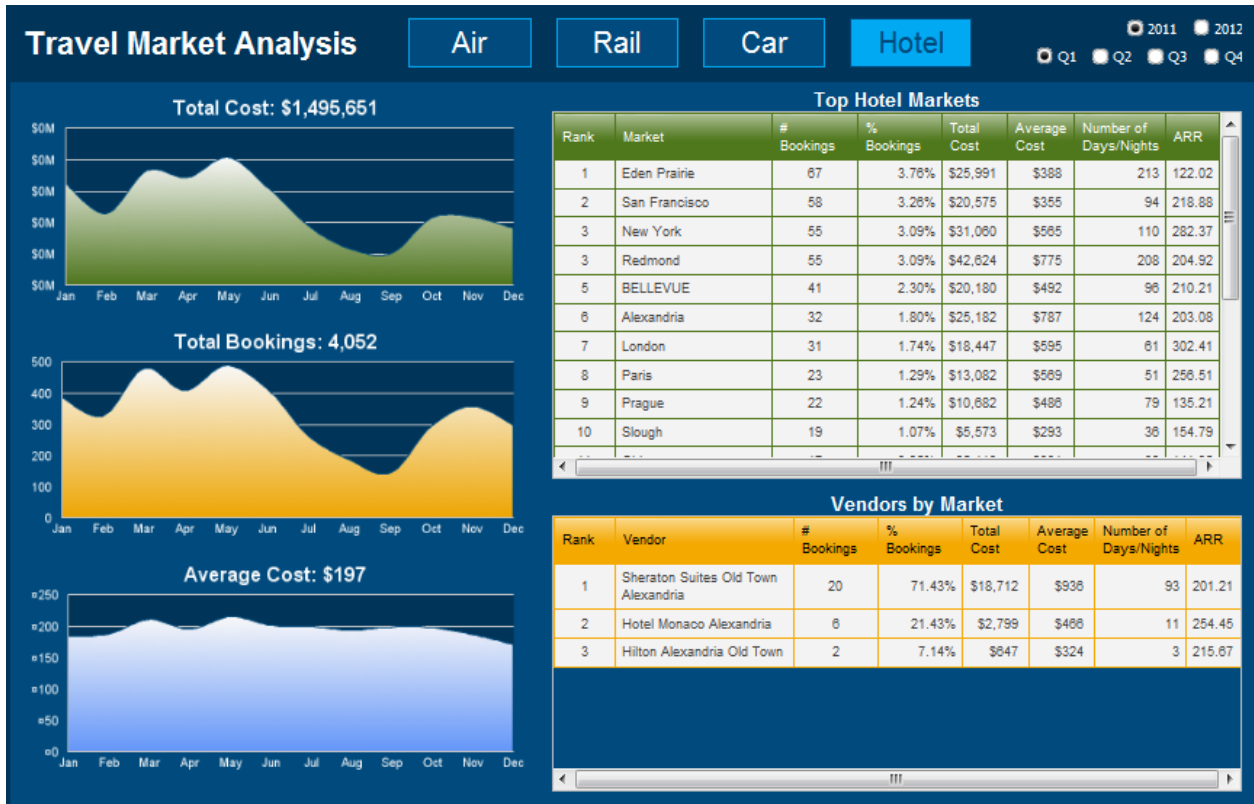 Travel Market Analysis
Air
Rail
Car
Hotel
2011 2012
Q1 Q2 Q3 Q4
Total Cost: $1,495,651
$0M
$0M
$0M
$0M
$0M
$0M
Jan Feb Mar Apr May Jun Jul Aug Sep Oct Nov Dec
Total Bookings: 4,052
500
400
300
200
100
0
Jan Feb Mar Apr May Jun Jul Aug Sep Oct Nov Dec
Average Cost: $197
¤250
¤200
¤150
¤100
¤50
¤0
Jan Feb Mar Apr May Jun Jul Aug Sep Oct Nov Dec
Top Hotel Markets
Rank Market # Bookings % Bookings Total Cost Average Cost Number of Days/Nights ARR
1 Eden Prairie 67 3.76% $25,991 $388 213 122.02
2 San Francisco 58 3.26% $20,575 $355 94 218.88
3 New York 55 3.09% $31,060 $565 110 282.37
3 Redmond 55 3.09% $42,624 $775 208 204.92
5 BELLEVUE 41 2.30% $20,180 $492 96 210.21
6 Alexandria 32 1.80% $25,182 $787 124 203.08
7 London 31 1.74% $18,447 $595 61 302.41
8 Paris 23 1.29% $13,082 $569 51 256.51
9 Prague 22 1.24% $10,682 $486 79 135.21
10 Slough 19 1.07% $5,573 $293 36 154.79
Vendors by Market
Rank Vendor # Bookings % Bookings Total Cost Average Cost Number of Days/Nights ARR
1 Sheraton Suites Old Town Alexandria 20 71.43% $18,712 $936 93 201.21
2 Hotel Monaco Alexandria 6 21.43% $2,799 $466 11 254.45
3 Hilton Alexandria Old Town 2 7.14% $647 $324 3 215.67